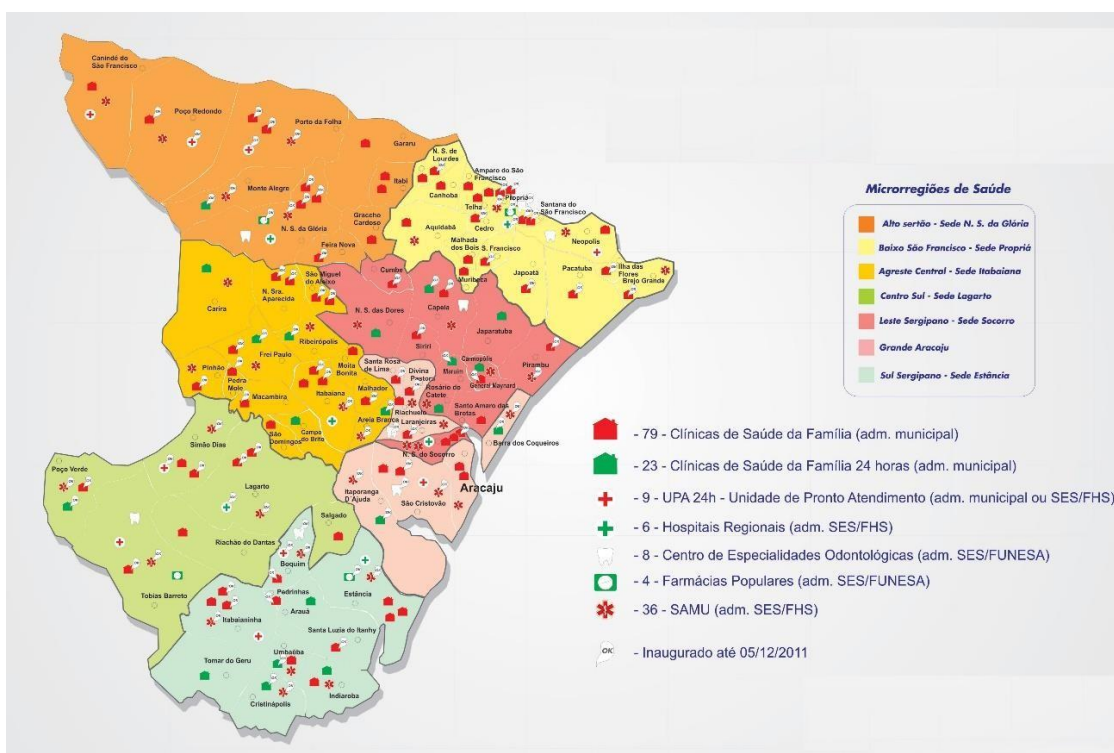 Canindé do
São Francisco
Poço Redondo
Porto da Folha
Gararu
N. S. de
Lourdes
Itabi
Monte Alegre
Canhoba
Amparo do São
Francisco
Propriá
Telha
Santana do
São Francisco
Graccho
Cardoso
Aquidabã
Cedro
N. S. da Glória
Feira Nova
Malhada
dos Bois
S. Francisco
Neopolis
Muribeca
Japoatã
Pacatuba
Ilha das
Flores
Brejo Grande
Cumbe
São Miguel
do Aleixo
N. Sra.
Aparecida
Carira
N. S. das Dores
Capela
Japaratuba
Siriri
Ribeirópolis
Frei Paulo
Pinhão
Pedra
Mole
Macambira
Moita
Bonita
Itabaiana
Malhador
Santa Rosa
de Lima
Divina
Pastora
Maruim
Carmopólis
General Maynard
Pirambu
Rosário do
Catete
Riachuelo
Laranjeiras
Santo Amaro das
Brotas
Areia Branca
São
Domingos
Campo
do Brito
Barra dos Coqueiros
N. S. do Socorro
Aracaju
Simão Dias
Poço Verde
Lagarto
Itaporanga
D'Ajuda
São Cristovão
Salgado
Riachão do Dantas
Boquim
Tobias Barreto
Pedrinhas
Estância
Arauá
Itabaianinha
Santa Luzia do Itanhy
Umbaúba
Tomar do Geru
Cristinápolis
Indiaroba
Microrregiões de Saúde
Alto sertão - Sede N. S. da Glória
Baixo São Francisco - Sede Propriá
Agreste Central - Sede Itabaiana
Centro Sul - Sede Lagarto
Leste Sergipano - Sede Socorro
Grande Aracaju
Sul Sergipano - Sede Estância
- 79 - Clínicas de Saúde da Família (adm. municipal)
- 23 - Clínicas de Saúde da Família 24 horas (adm. municipal)
- 9 - UPA 24h - Unidade de Pronto Atendimento (adm. municipal ou SES/FHS)
- 6 - Hospitais Regionais (adm. SES/FHS)
- 8 - Centro de Especialidades Odontológicas (adm. SES/FUNESA)
- 4 - Farmácias Populares (adm. SES/FUNESA)
- 36 - SAMU (adm. SES/FHS)
OK - Inaugurado até 05/12/2011